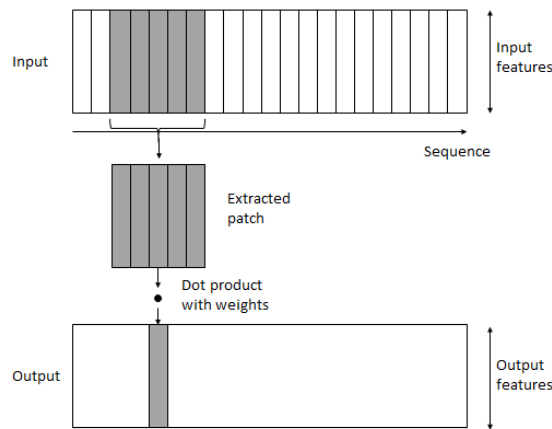 Input
Input
features
Sequence
Extracted
patch
Dot product
with weights
Output
Output
features